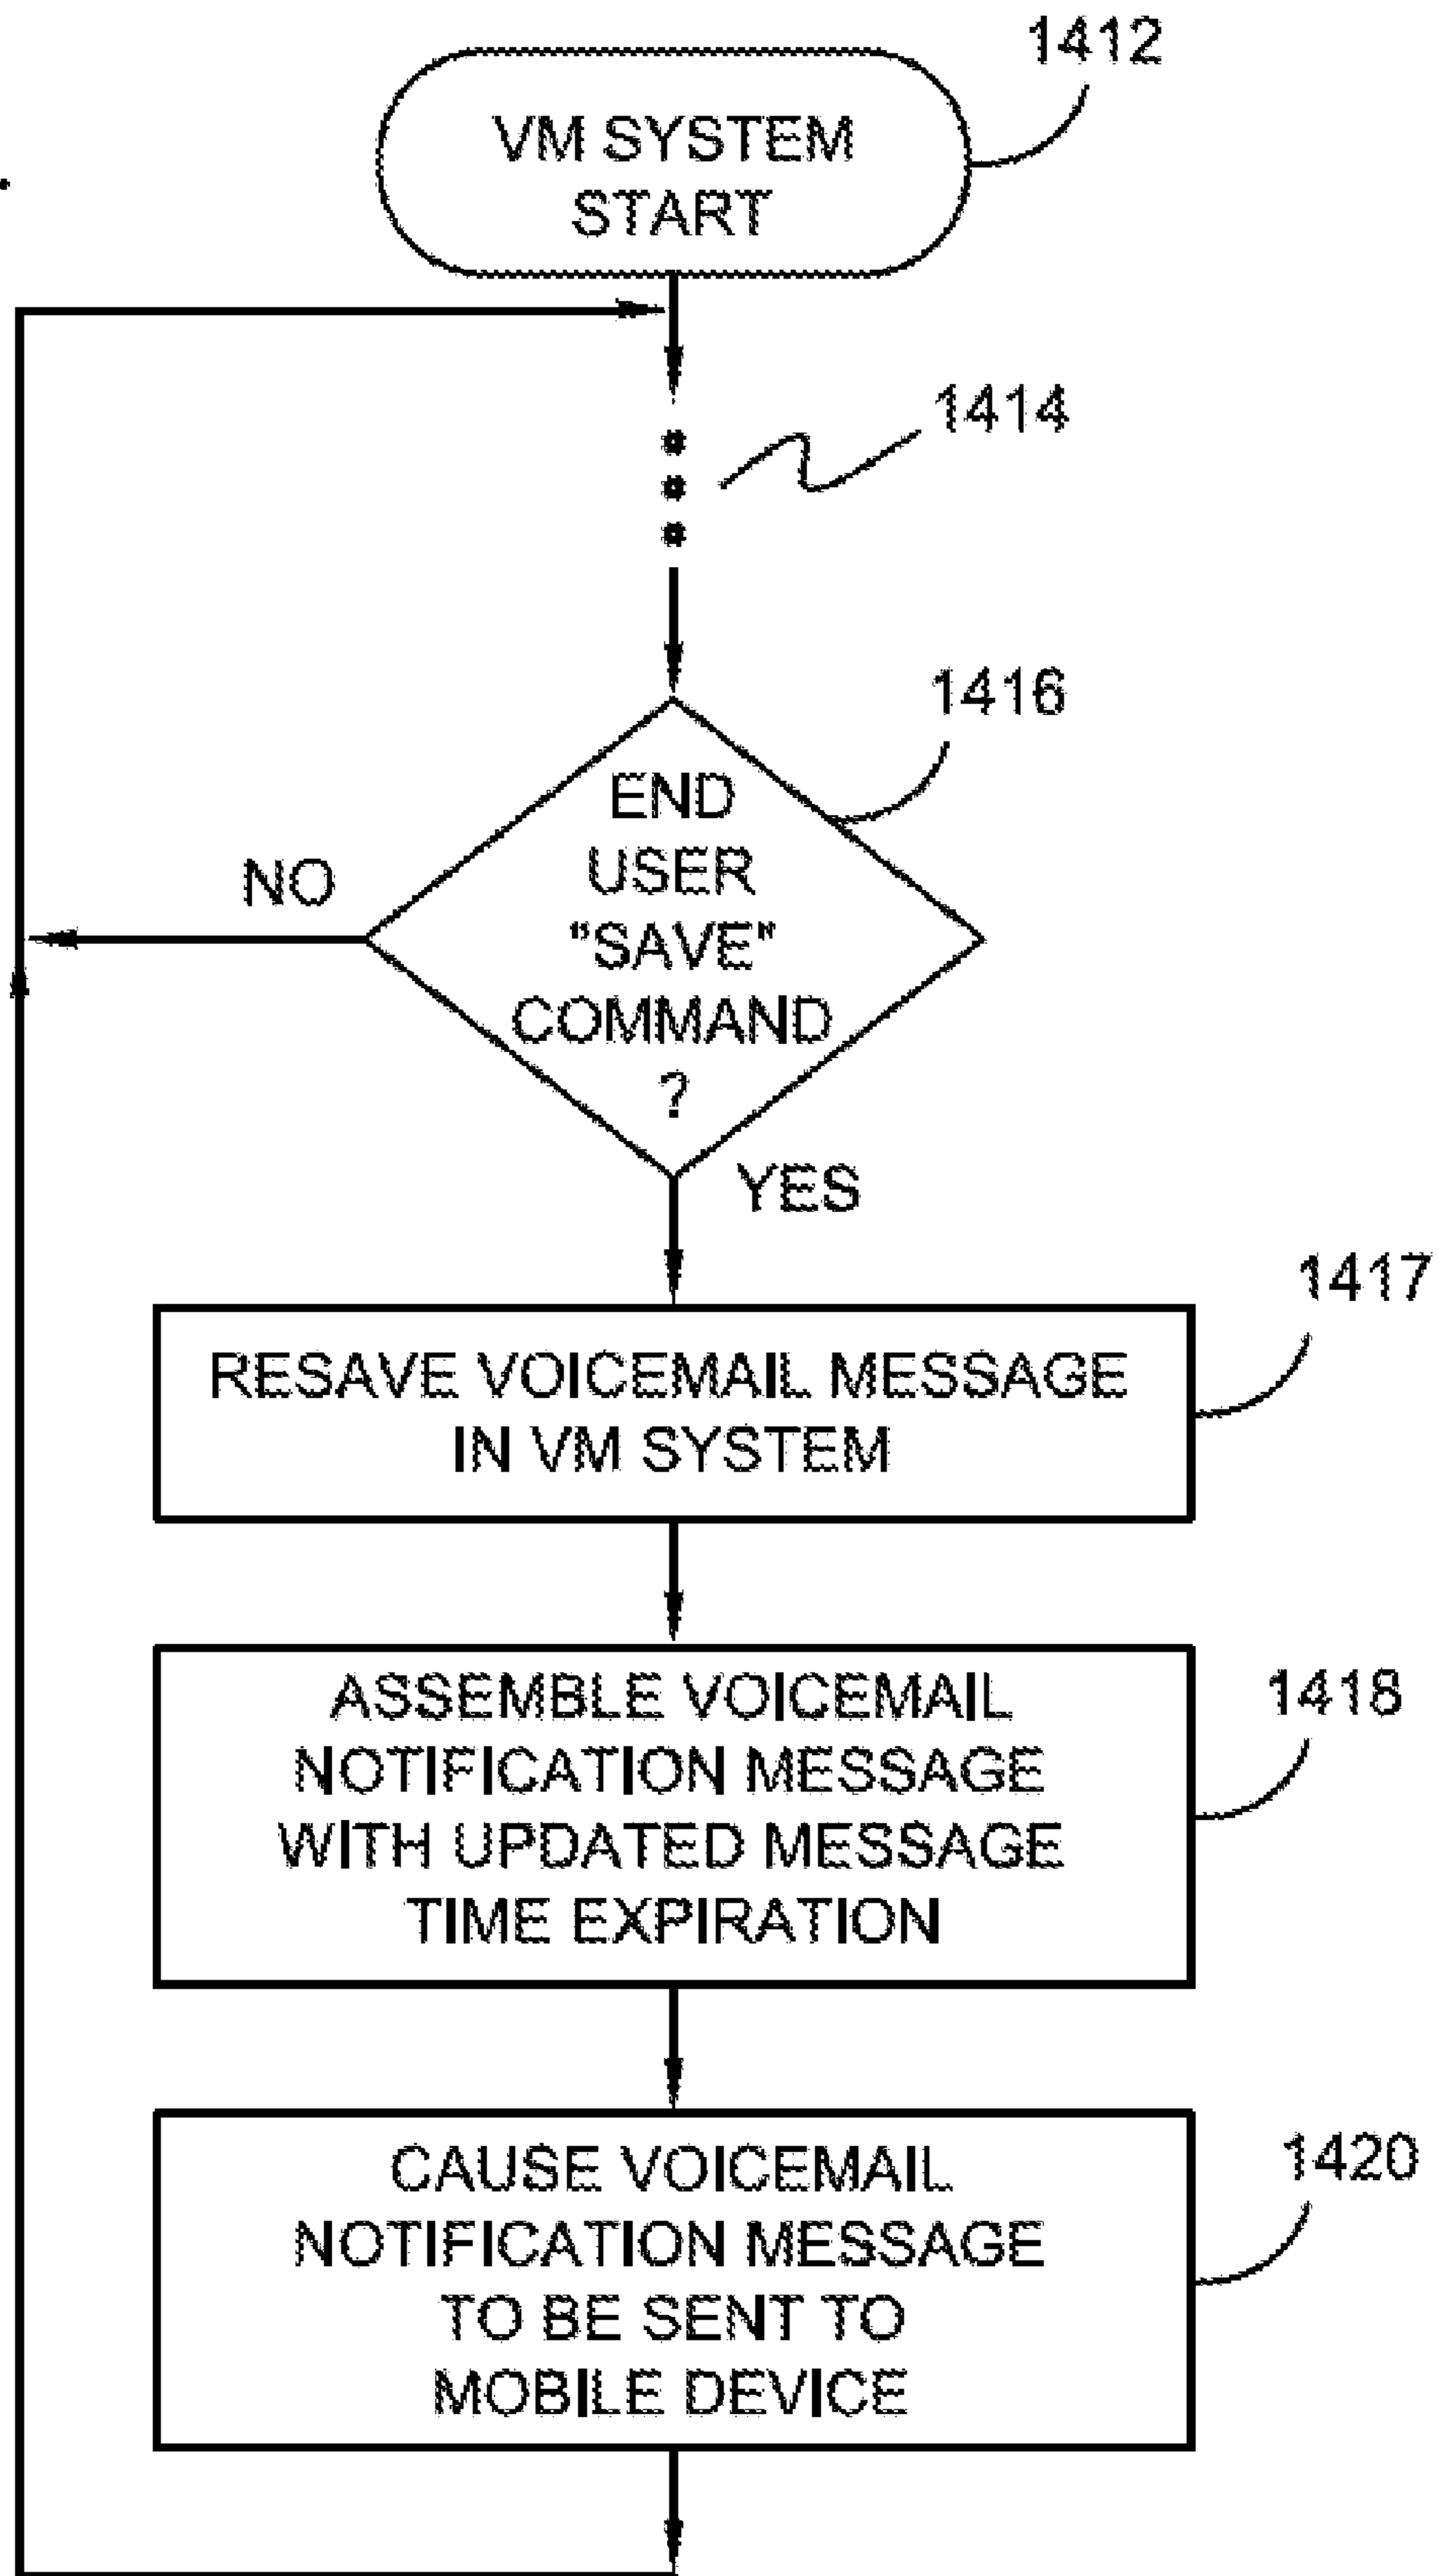 1412
VM SYSTEM
START
1414
1416
END
USER
"SAVE"
COMMAND
?
NO
YES
1417
RESAVE VOICEMAIL MESSAGE
IN VM SYSTEM
1418
ASSEMBLE VOICEMAIL
NOTIFICATION MESSAGE
WITH UPDATED MESSAGE
TIME EXPIRATION
1420
CAUSE VOICEMAIL
NOTIFICATION MESSAGE
TO BE SENT TO
MOBILE DEVICE